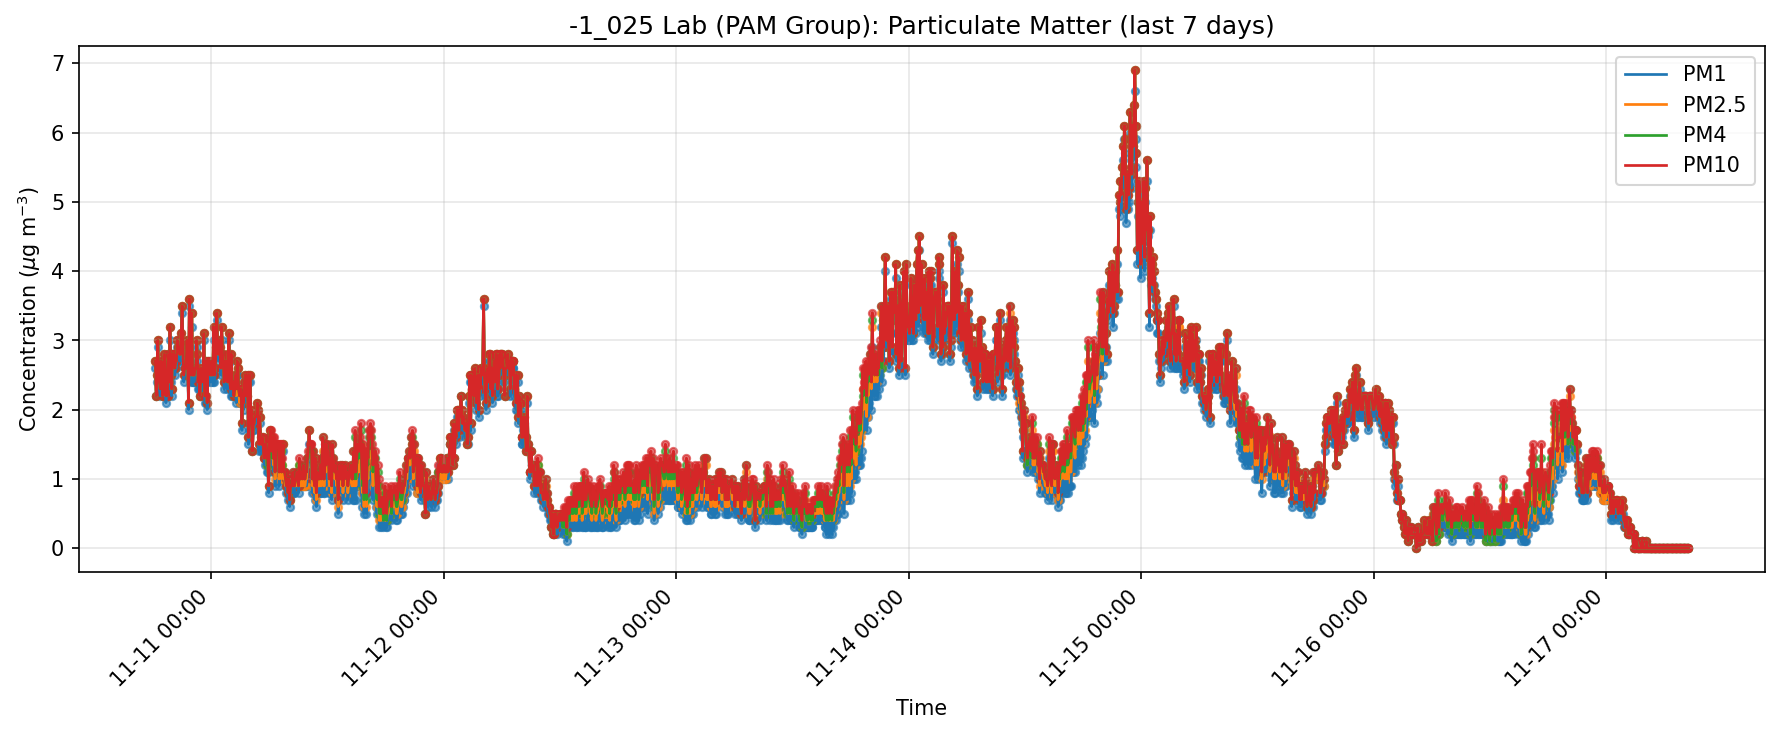 -1_025 Lab (PAM Group): Particulate Matter (last 7 days)
Concentration (μg m⁻³)
7
6
5
4
3
2
1
0
PM1
PM2.5
PM4
PM10
11-11 00:00
11-12 00:00
11-13 00:00
11-14 00:00
11-15 00:00
11-16 00:00
11-17 00:00
Time